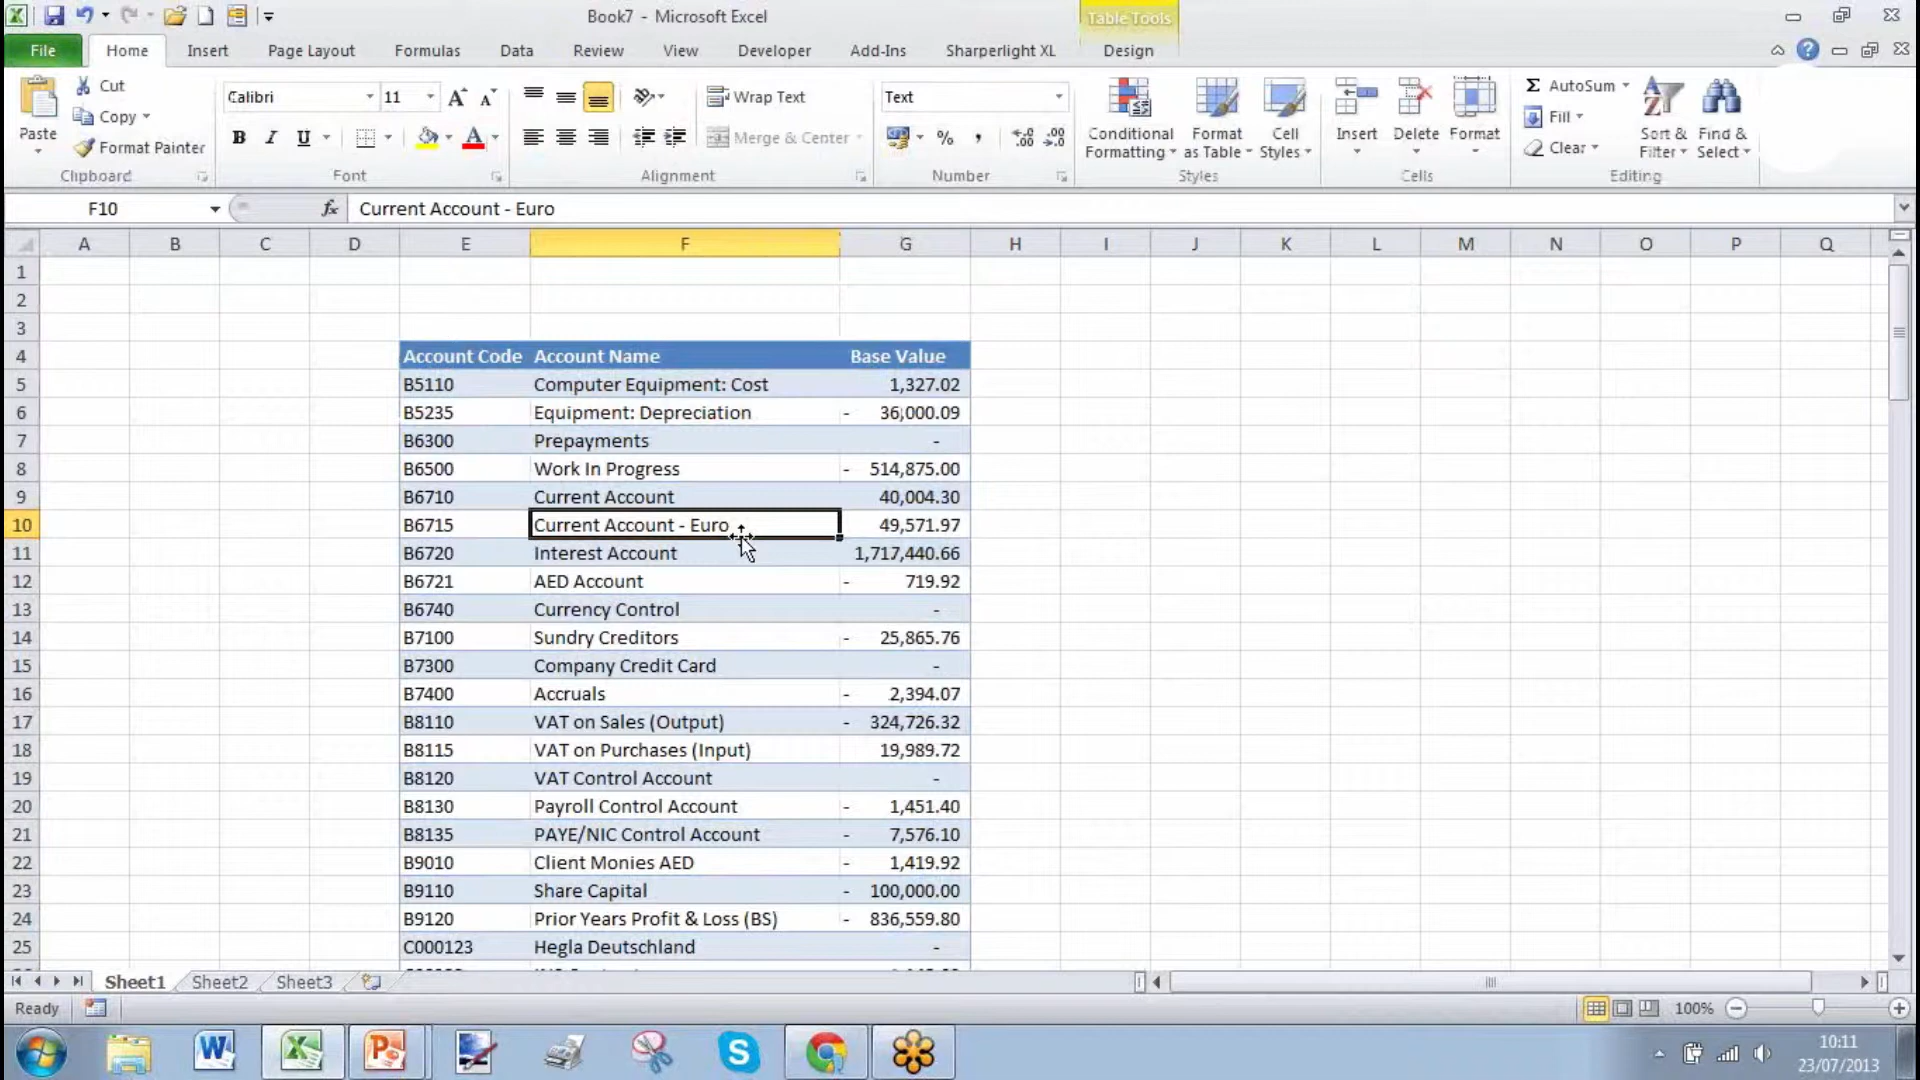 Book7 - Microsoft Excel
Table Tools
File Home Insert Page Layout Formulas Data Review View Developer Add-Ins Sharperlight XL Design
Paste
Cut
Copy
Format Painter
Clipboard
Calibri 11
B I U
Font
Wrap Text
Merge & Center
Alignment
Text
%
Number
Conditional Formatting
Format as Table
Cell Styles
Styles
Insert
Delete
Format
Cells
Σ AutoSum
Fill
Clear
Sort & Filter
Find & Select
Editing
F10 fx Current Account - Euro
A B C D E F G H I J K L M N O P Q
1
2
3
4 Account Code Account Name Base Value
5 B5110 Computer Equipment: Cost 1,327.02
6 B5235 Equipment: Depreciation - 36,000.09
7 B6300 Prepayments -
8 B6500 Work In Progress - 514,875.00
9 B6710 Current Account 40,004.30
10 B6715 Current Account - Euro 49,571.97
11 B6720 Interest Account 1,717,440.66
12 B6721 AED Account - 719.92
13 B6740 Currency Control -
14 B7100 Sundry Creditors - 25,865.76
15 B7300 Company Credit Card -
16 B7400 Accruals - 2,394.07
17 B8110 VAT on Sales (Output) - 324,726.32
18 B8115 VAT on Purchases (Input) 19,989.72
19 B8120 VAT Control Account -
20 B8130 Payroll Control Account - 1,451.40
21 B8135 PAYE/NIC Control Account - 7,576.10
22 B9010 Client Monies AED - 1,419.92
23 B9110 Share Capital - 100,000.00
24 B9120 Prior Years Profit & Loss (BS) - 836,559.80
25 C000123 Hegla Deutschland -
Sheet1 Sheet2 Sheet3
Ready 100%
10:11
23/07/2013